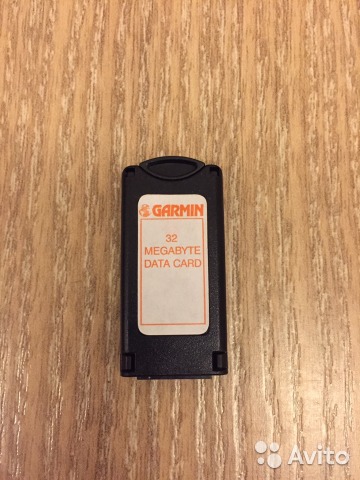 GARMIN
32
MEGABYTE
DATA CARD
Avito